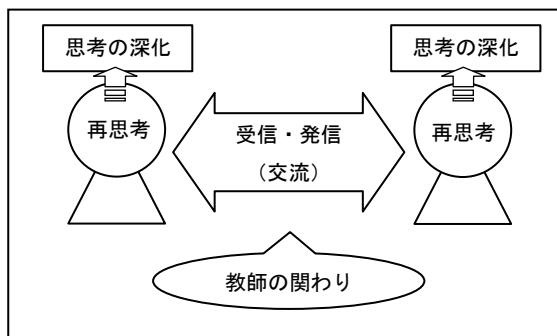 思考の深化
思考の深化
再思考
受信・発信
(交流)
再思考
教師の関わり